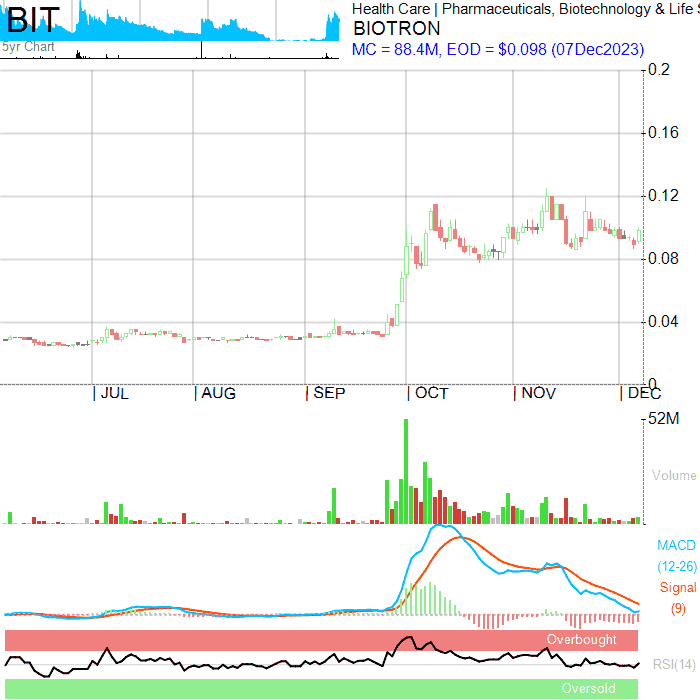 BIT
5yr Chart
Health Care | Pharmaceuticals, Biotechnology & Life S
BIOTRON
MC = 88.4M, EOD = $0.098 (07Dec2023)
0.2
0.16
0.12
0.08
0.04
0
JUL AUG SEP OCT NOV DEC
52M
Volume
MACD
(12-26)
Signal
(9)
Overbought
RSI(14)
Oversold